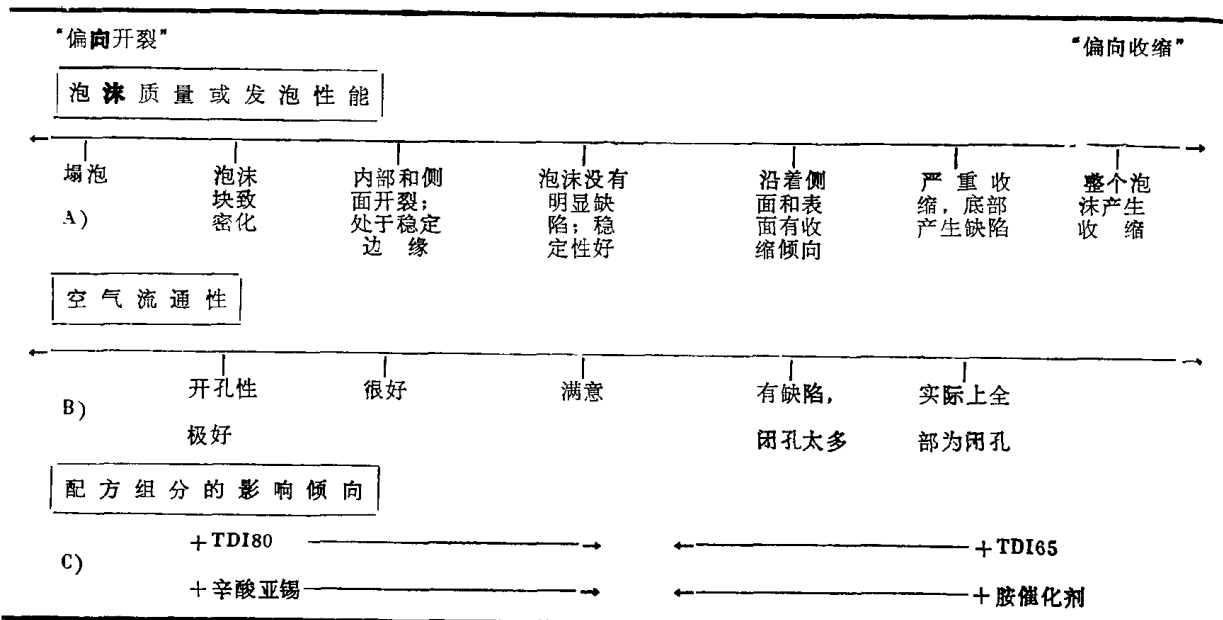 “偏向开裂”
“偏向收缩”
泡沫质量或发泡性能
塌泡
泡沫
块致
密化
内部和侧
面开裂；
处于稳定
边缘
泡沫没有
明显缺
陷；稳
定性好
沿着侧
面和表
面有收
缩倾向
严重收
缩，底部
产生缺陷
整个泡
沫产生
收缩
A)
空气流通性
B)
开孔性
极好
很好
满意
有缺陷，
闭孔太多
实际上全
部为闭孔
配方组分的影响倾向
C)
+TDI80
+TDI65
+辛酸亚锡
+胺催化剂